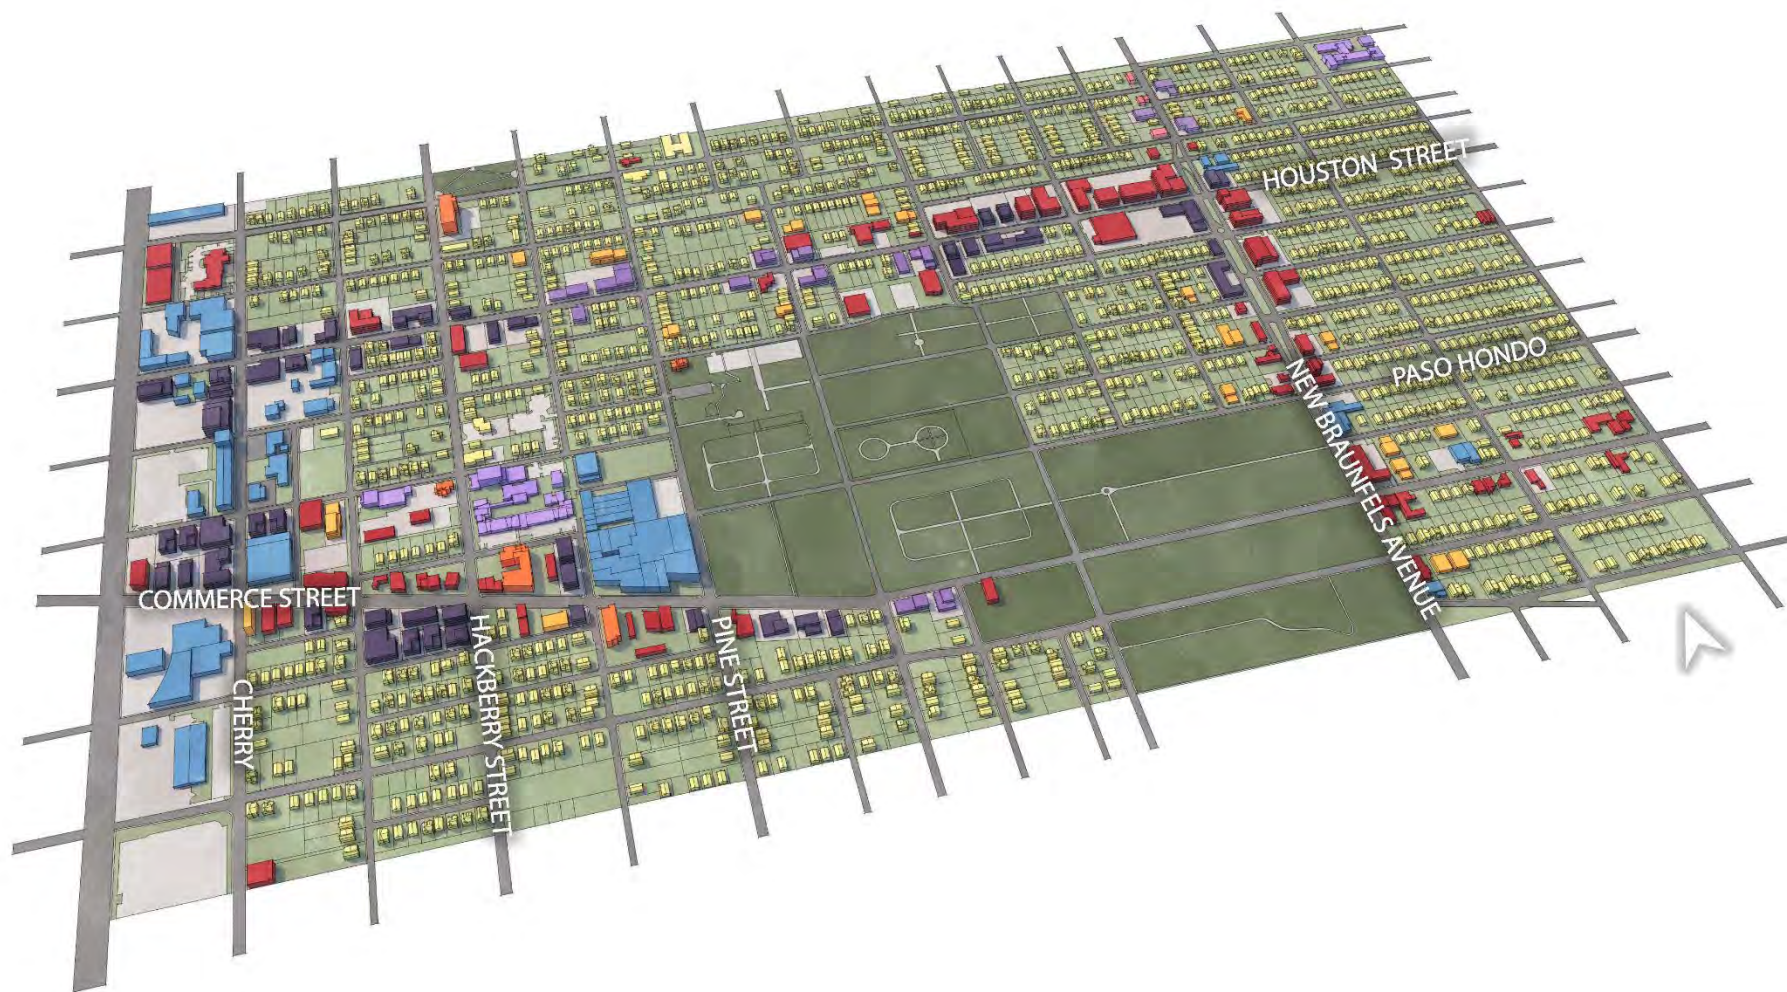 HOUSTON STREET
PASO HONDO
NEW BRAUNFELS AVENUE
COMMERCE STREET
CHERRY
HACKBERRY STREET
PINE STREET